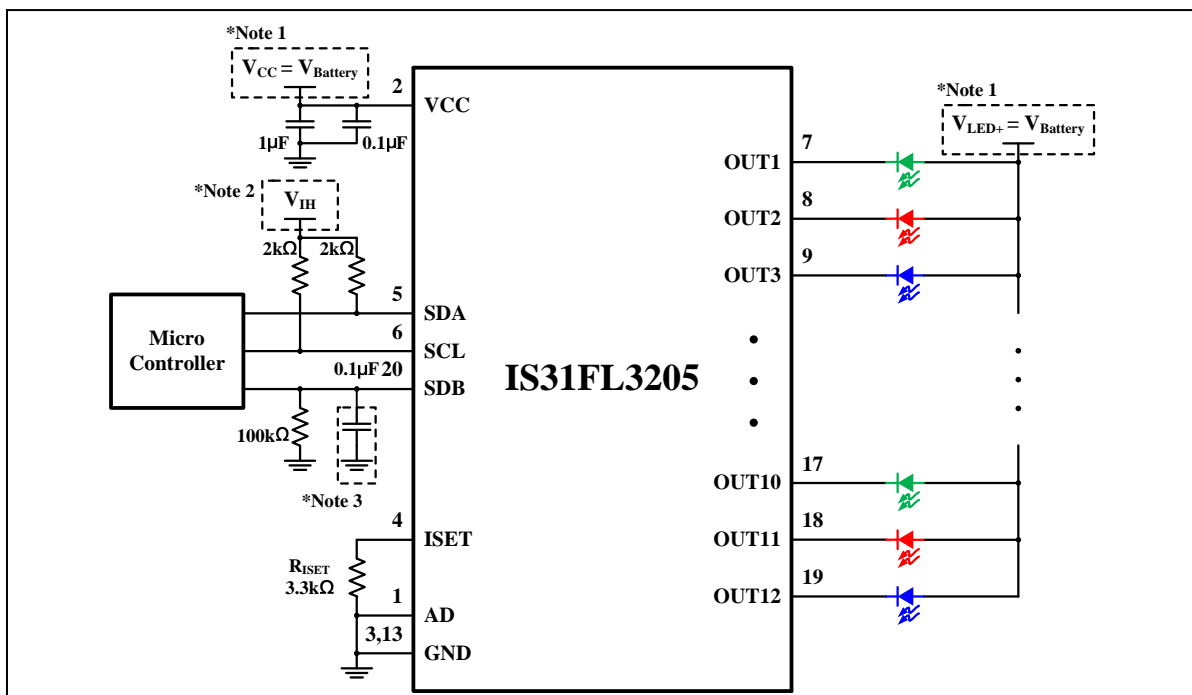 *Note 1
VCC = VBattery
2
VCC
1µF
0.1µF
*Note 2
VIH
2kΩ
2kΩ
5
SDA
6
SCL
0.1µF
20
SDB
Micro
Controller
100kΩ
*Note 3
4
ISET
RISET
3.3kΩ
1
AD
3,13
GND
IS31FL3205
*Note 1
VLED+ = VBattery
7
OUT1
8
OUT2
9
OUT3
17
OUT10
18
OUT11
19
OUT12